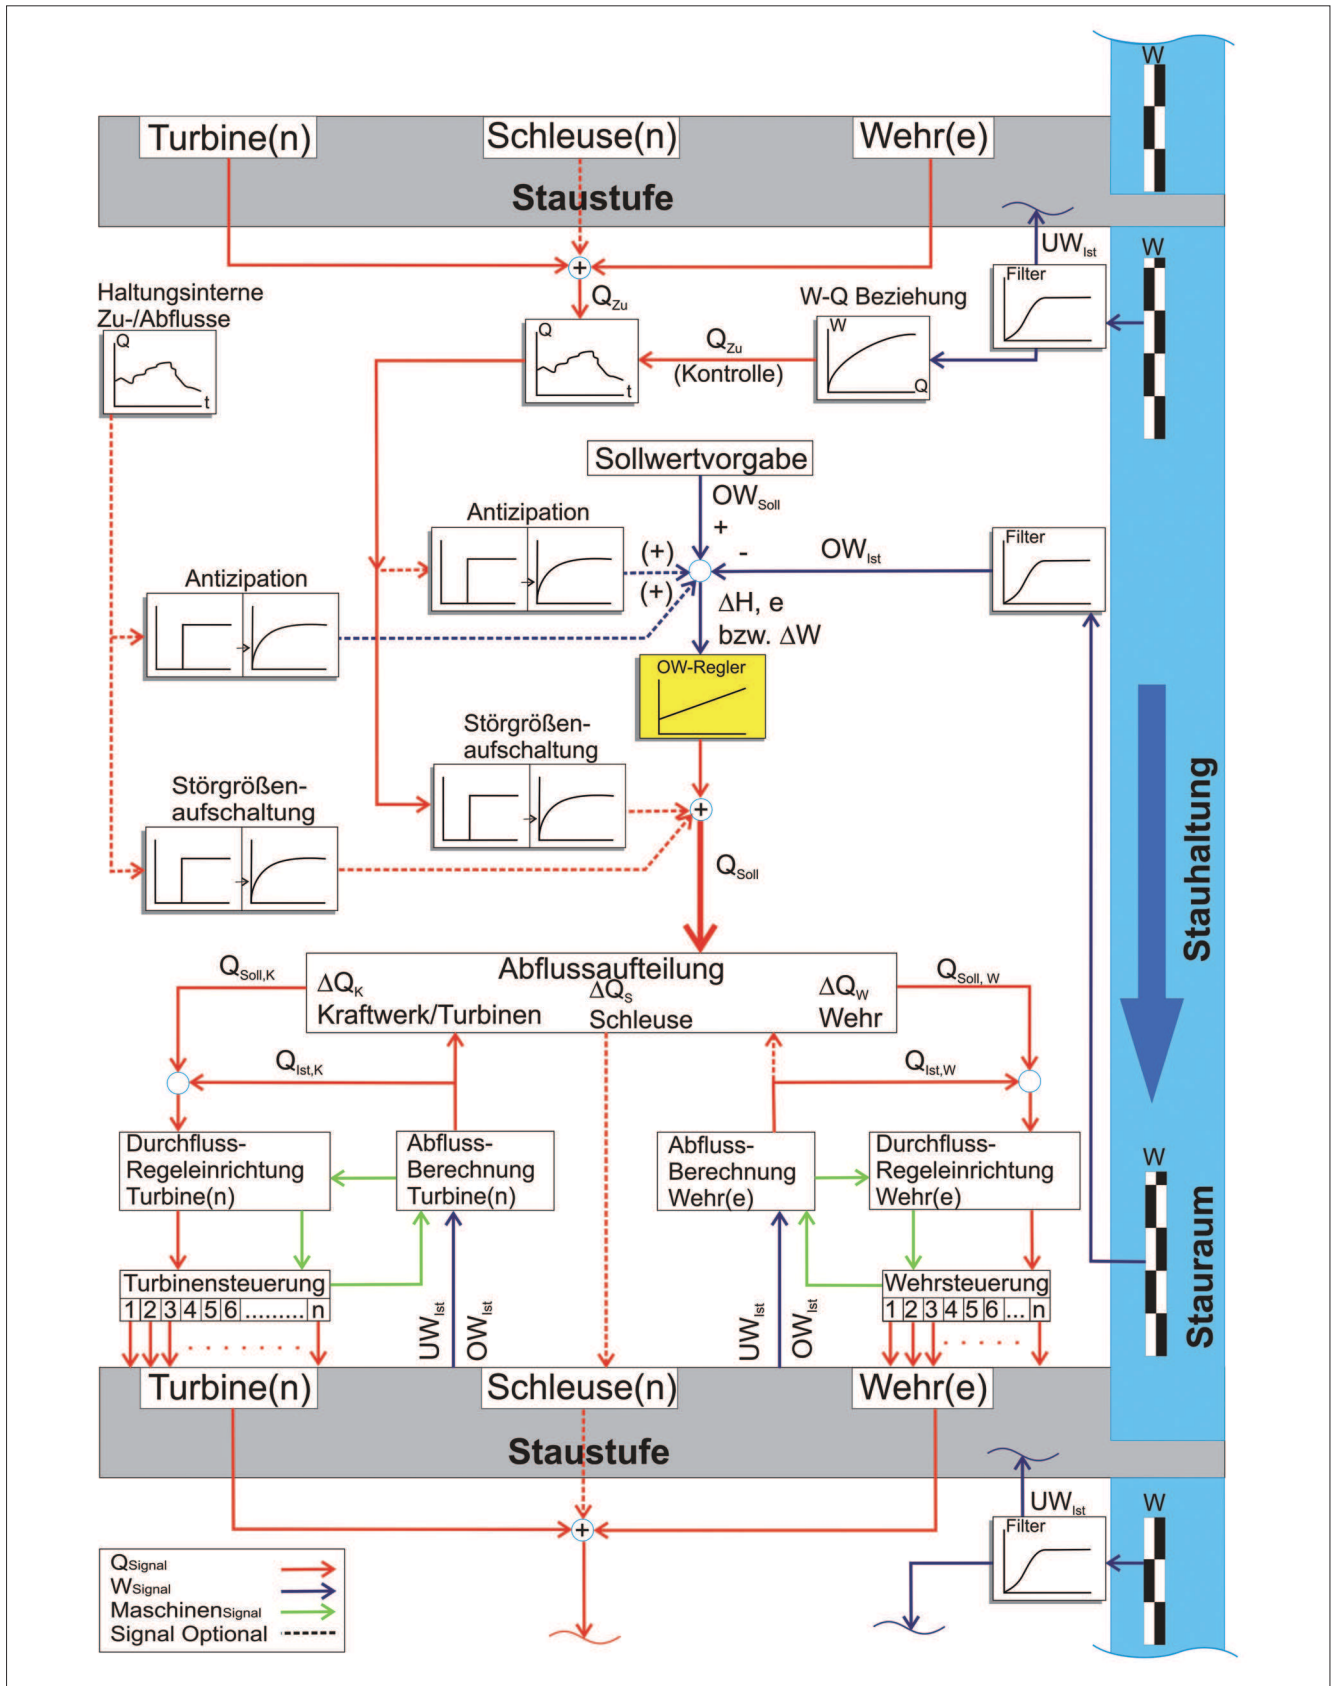 W
Turbine(n)
Schleuse(n)
Wehr(e)
Staustufe
UWIst
W
Filter
+
Haltungsinterne
Zu-/Abflusse
Q
t
QZu
Q
t
QZu
(Kontrolle)
W-Q Beziehung
W
Q
Sollwertvorgabe
OWSoll
+
-
OWIst
Filter
Antizipation
(+)
(+)
Antizipation
ΔH, e
bzw. ΔW
OW-Regler
Störgrößen-
aufschaltung
Störgrößen-
aufschaltung
+
QSoll
Stauhaltung
QSoll,K
Abflussaufteilung
ΔQK
Kraftwerk/Turbinen
ΔQS
Schleuse
ΔQW
Wehr
QSoll, W
QIst,K
QIst,W
Durchfluss-
Regeleinrichtung
Turbine(n)
Abfluss-
Berechnung
Turbine(n)
Abfluss-
Berechnung
Wehr(e)
Durchfluss-
Regeleinrichtung
Wehr(e)
W
Stauraum
Turbinensteuerung
1 2 3 4 5 6 ......... n
UWIst
OWIst
UWIst
OWIst
Wehrsteuerung
1 2 3 4 5 6 ... n
Turbine(n)
Schleuse(n)
Wehr(e)
Staustufe
UWIst
W
Filter
+
QSignal
WSignal
MaschinenSignal
Signal Optional